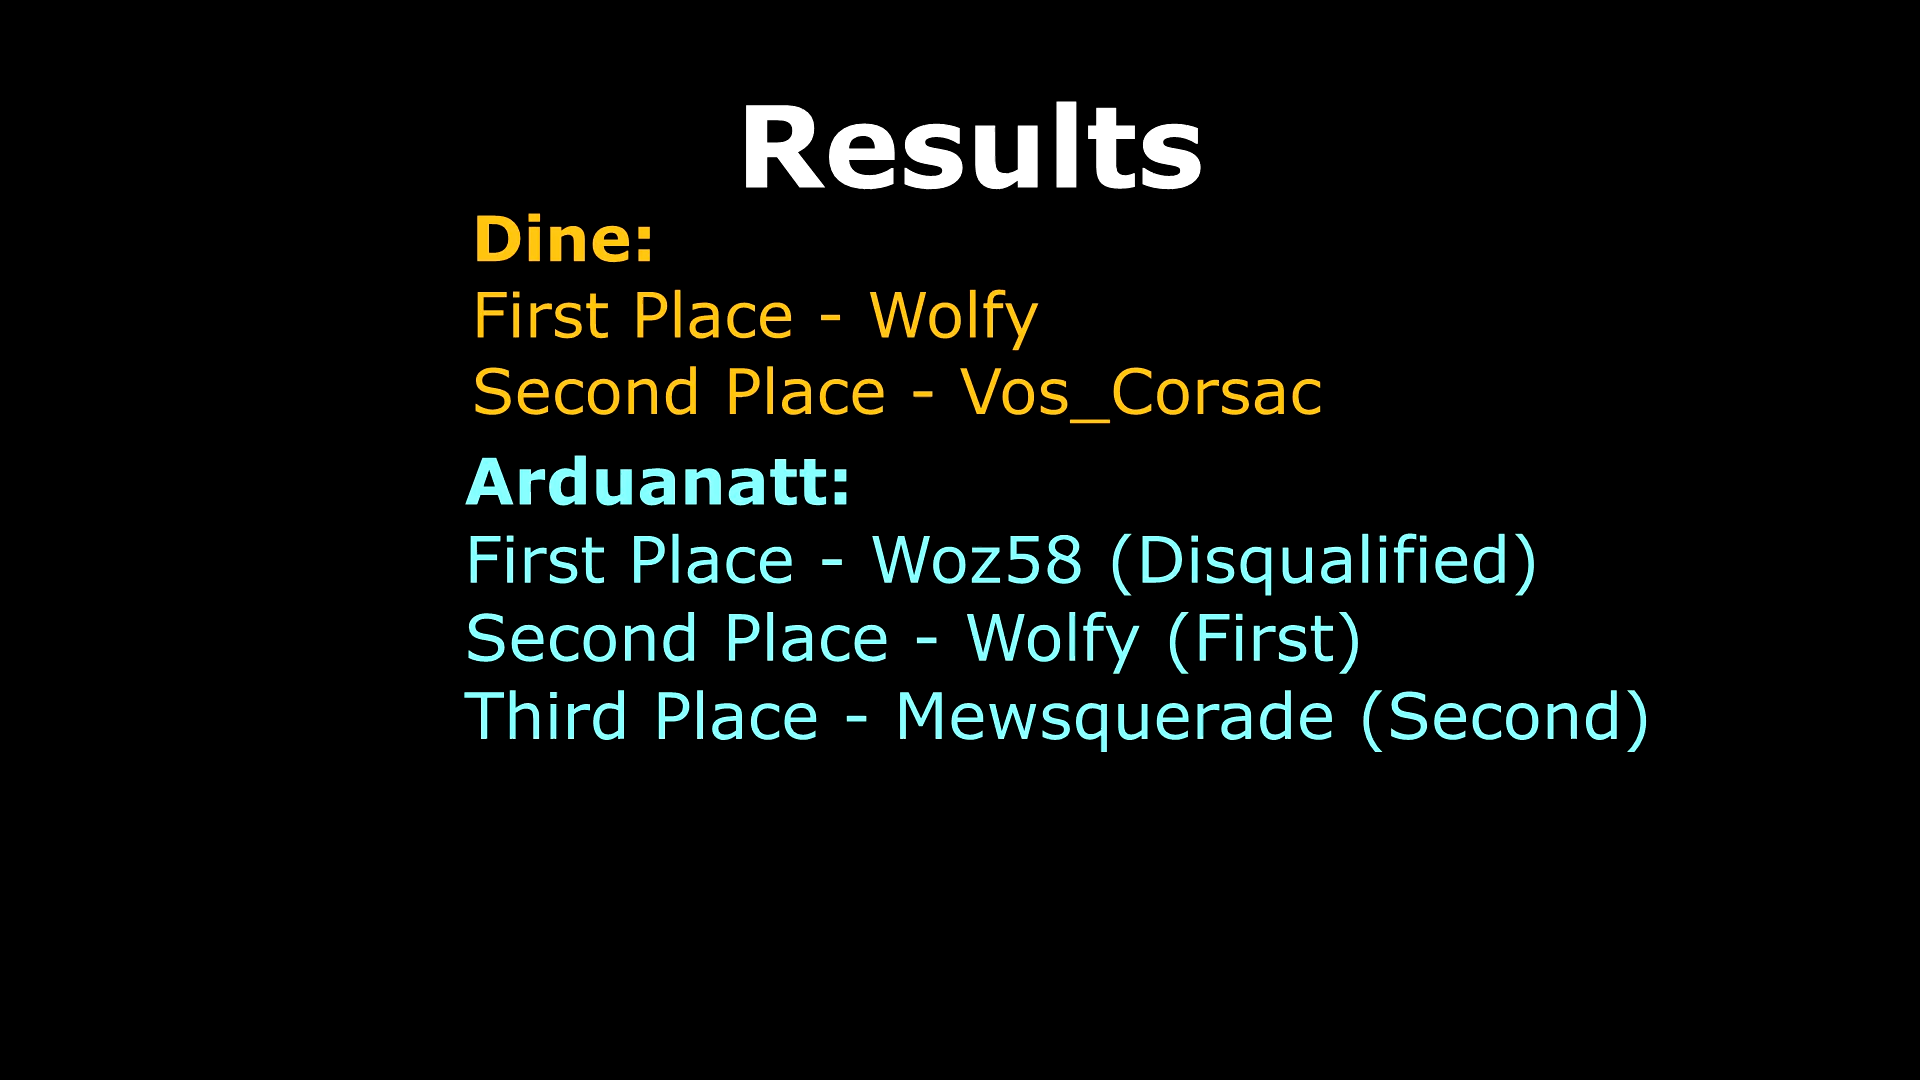 Results
Dine:
First Place - Wolfy
Second Place - Vos_Corsac
Arduanatt:
First Place - Woz58 (Disqualified)
Second Place - Wolfy (First)
Third Place - Mewsquerade (Second)